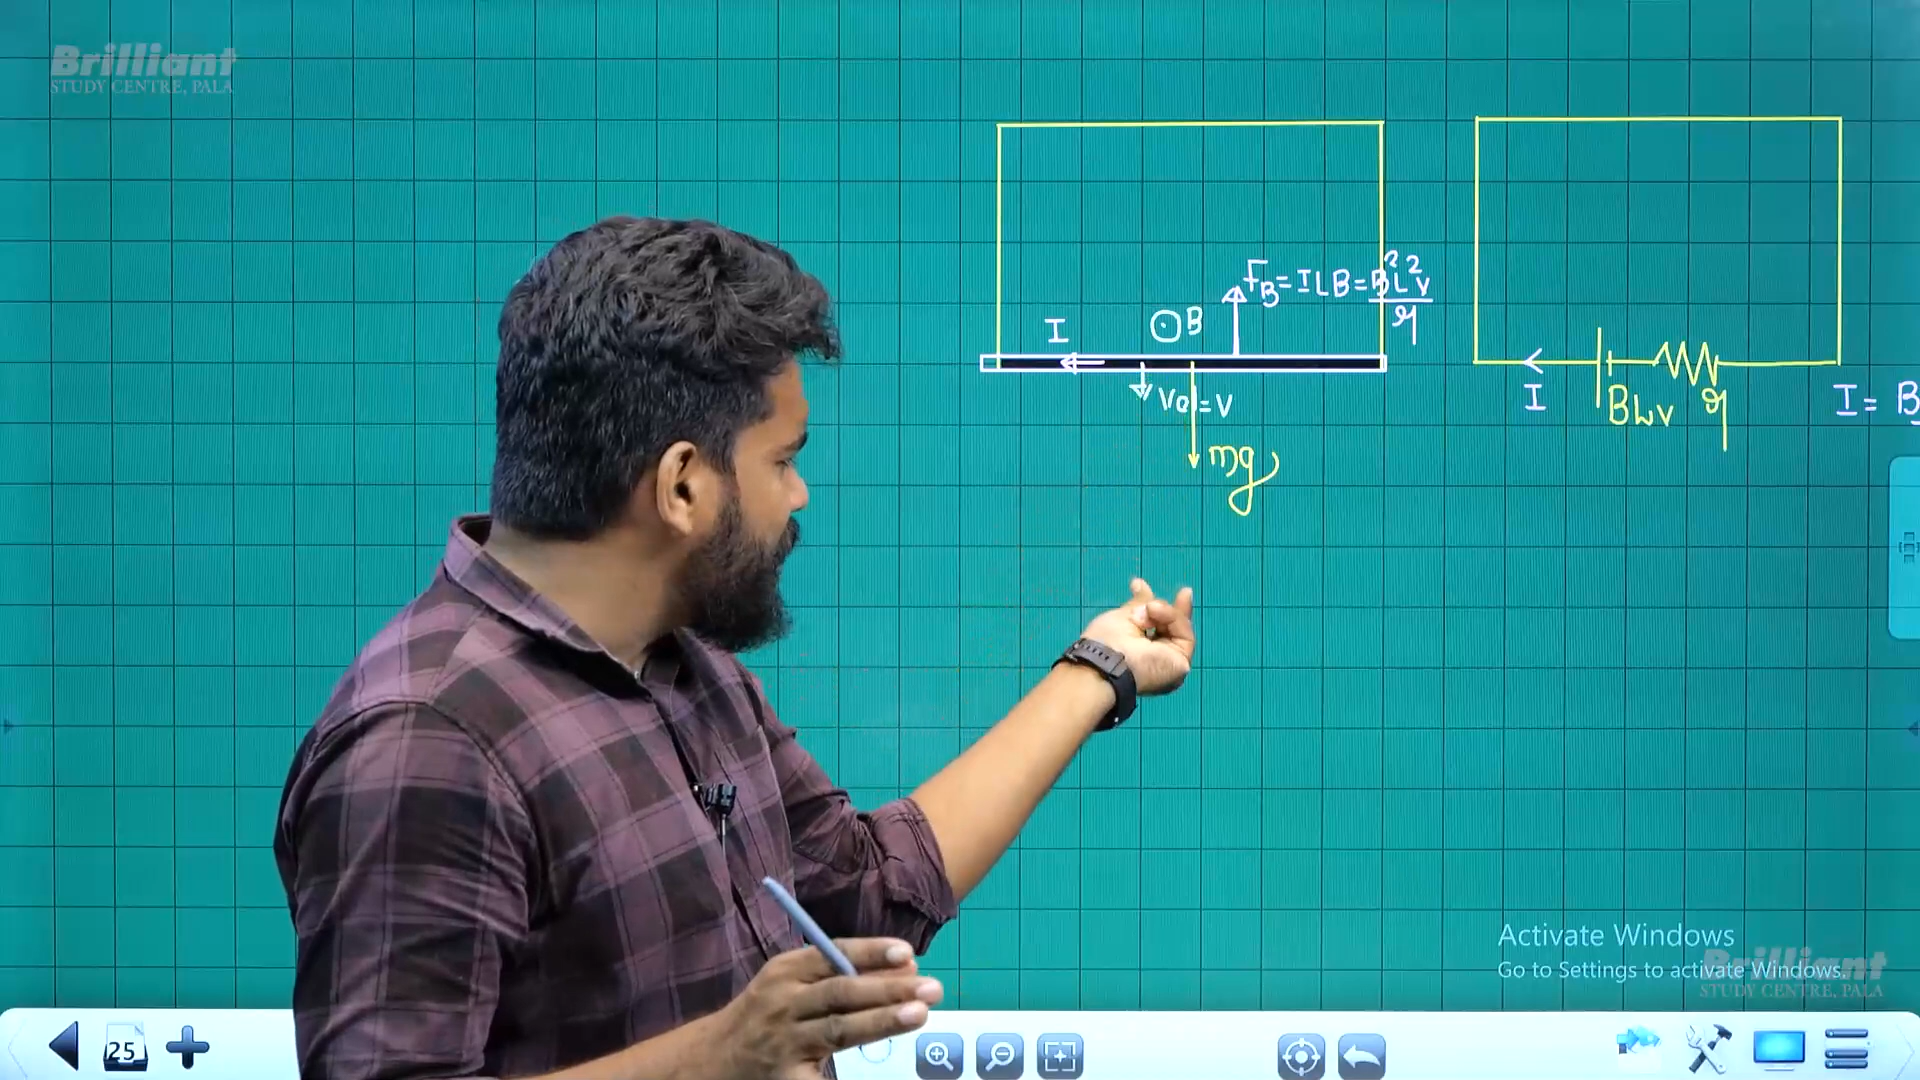 Brilliant
STUDY CENTRE, PALA
F_B = ILB = B²L²v
r
I
⊙B
Vel = V
mg
I
BLv r
I = B
Activate Windows
Go to Settings to activate Windows.
Brilliant
STUDY CENTRE, PALA
25